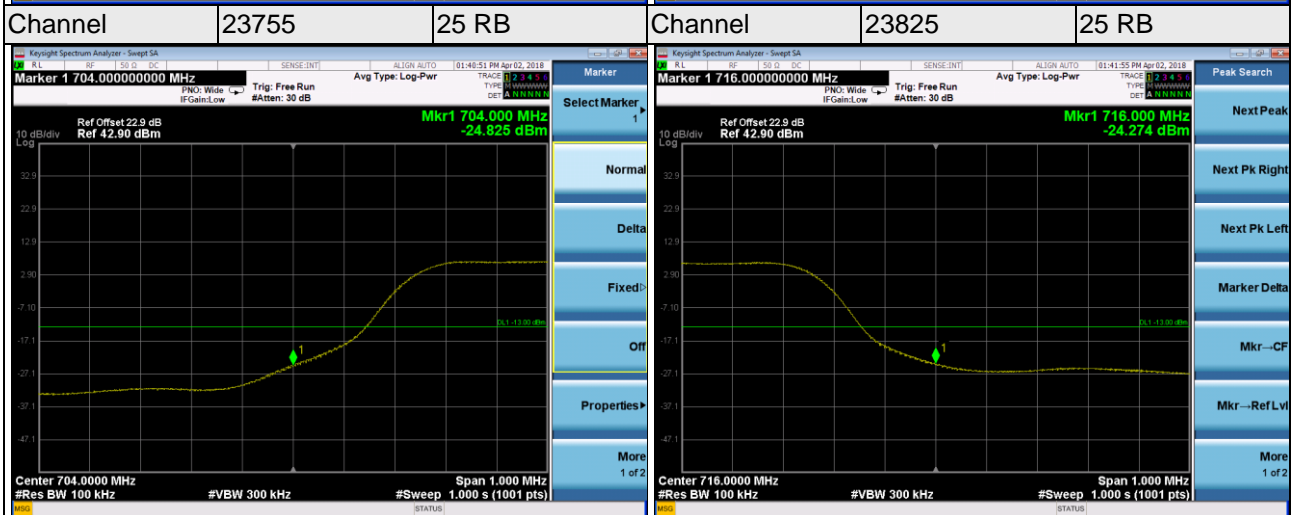 Channel 23755 25 RB Channel 23825 25 RB
Keysight Spectrum Analyzer - Swept SA
RL RF 50 Ω DC SENSE:INT ALIGN AUTO 01:40:51 PM Apr 02, 2018
Marker 1 704.000000000 MHz
Avg Type: Log-Pwr
TRACE 1 2 3 4 5 6
PNO: Wide Trig: Free Run
TYPE M WWWWW
IFGain:Low #Atten: 30 dB
DET A N N N N N
Ref Offset 22.9 dB
Mkr1 704.000 MHz
10 dB/div Ref 42.90 dBm
-24.825 dBm
Log
32.9
22.9
12.9
2.90
-7.10
DL1 -13.00 dBm
-17.1
1
-27.1
-37.1
-47.1
Center 704.0000 MHz Span 1.000 MHz
#Res BW 100 kHz #VBW 300 kHz #Sweep 1.000 s (1001 pts)
MSG STATUS
Marker
Select Marker
1
Normal
Delta
Fixed
Off
Properties
More
1 of 2
Keysight Spectrum Analyzer - Swept SA
RL RF 50 Ω DC SENSE:INT ALIGN AUTO 01:41:55 PM Apr 02, 2018
Marker 1 716.000000000 MHz
Avg Type: Log-Pwr
TRACE 1 2 3 4 5 6
PNO: Wide Trig: Free Run
TYPE M WWWWW
IFGain:Low #Atten: 30 dB
DET A N N N N N
Ref Offset 22.9 dB
Mkr1 716.000 MHz
10 dB/div Ref 42.90 dBm
-24.274 dBm
Log
32.9
22.9
12.9
2.90
-7.10
DL1 -13.00 dBm
-17.1
1
-27.1
-37.1
-47.1
Center 716.0000 MHz Span 1.000 MHz
#Res BW 100 kHz #VBW 300 kHz #Sweep 1.000 s (1001 pts)
MSG STATUS
Peak Search
Next Peak
Next Pk Right
Next Pk Left
Marker Delta
Mkr→CF
Mkr→Ref Lvl
More
1 of 2